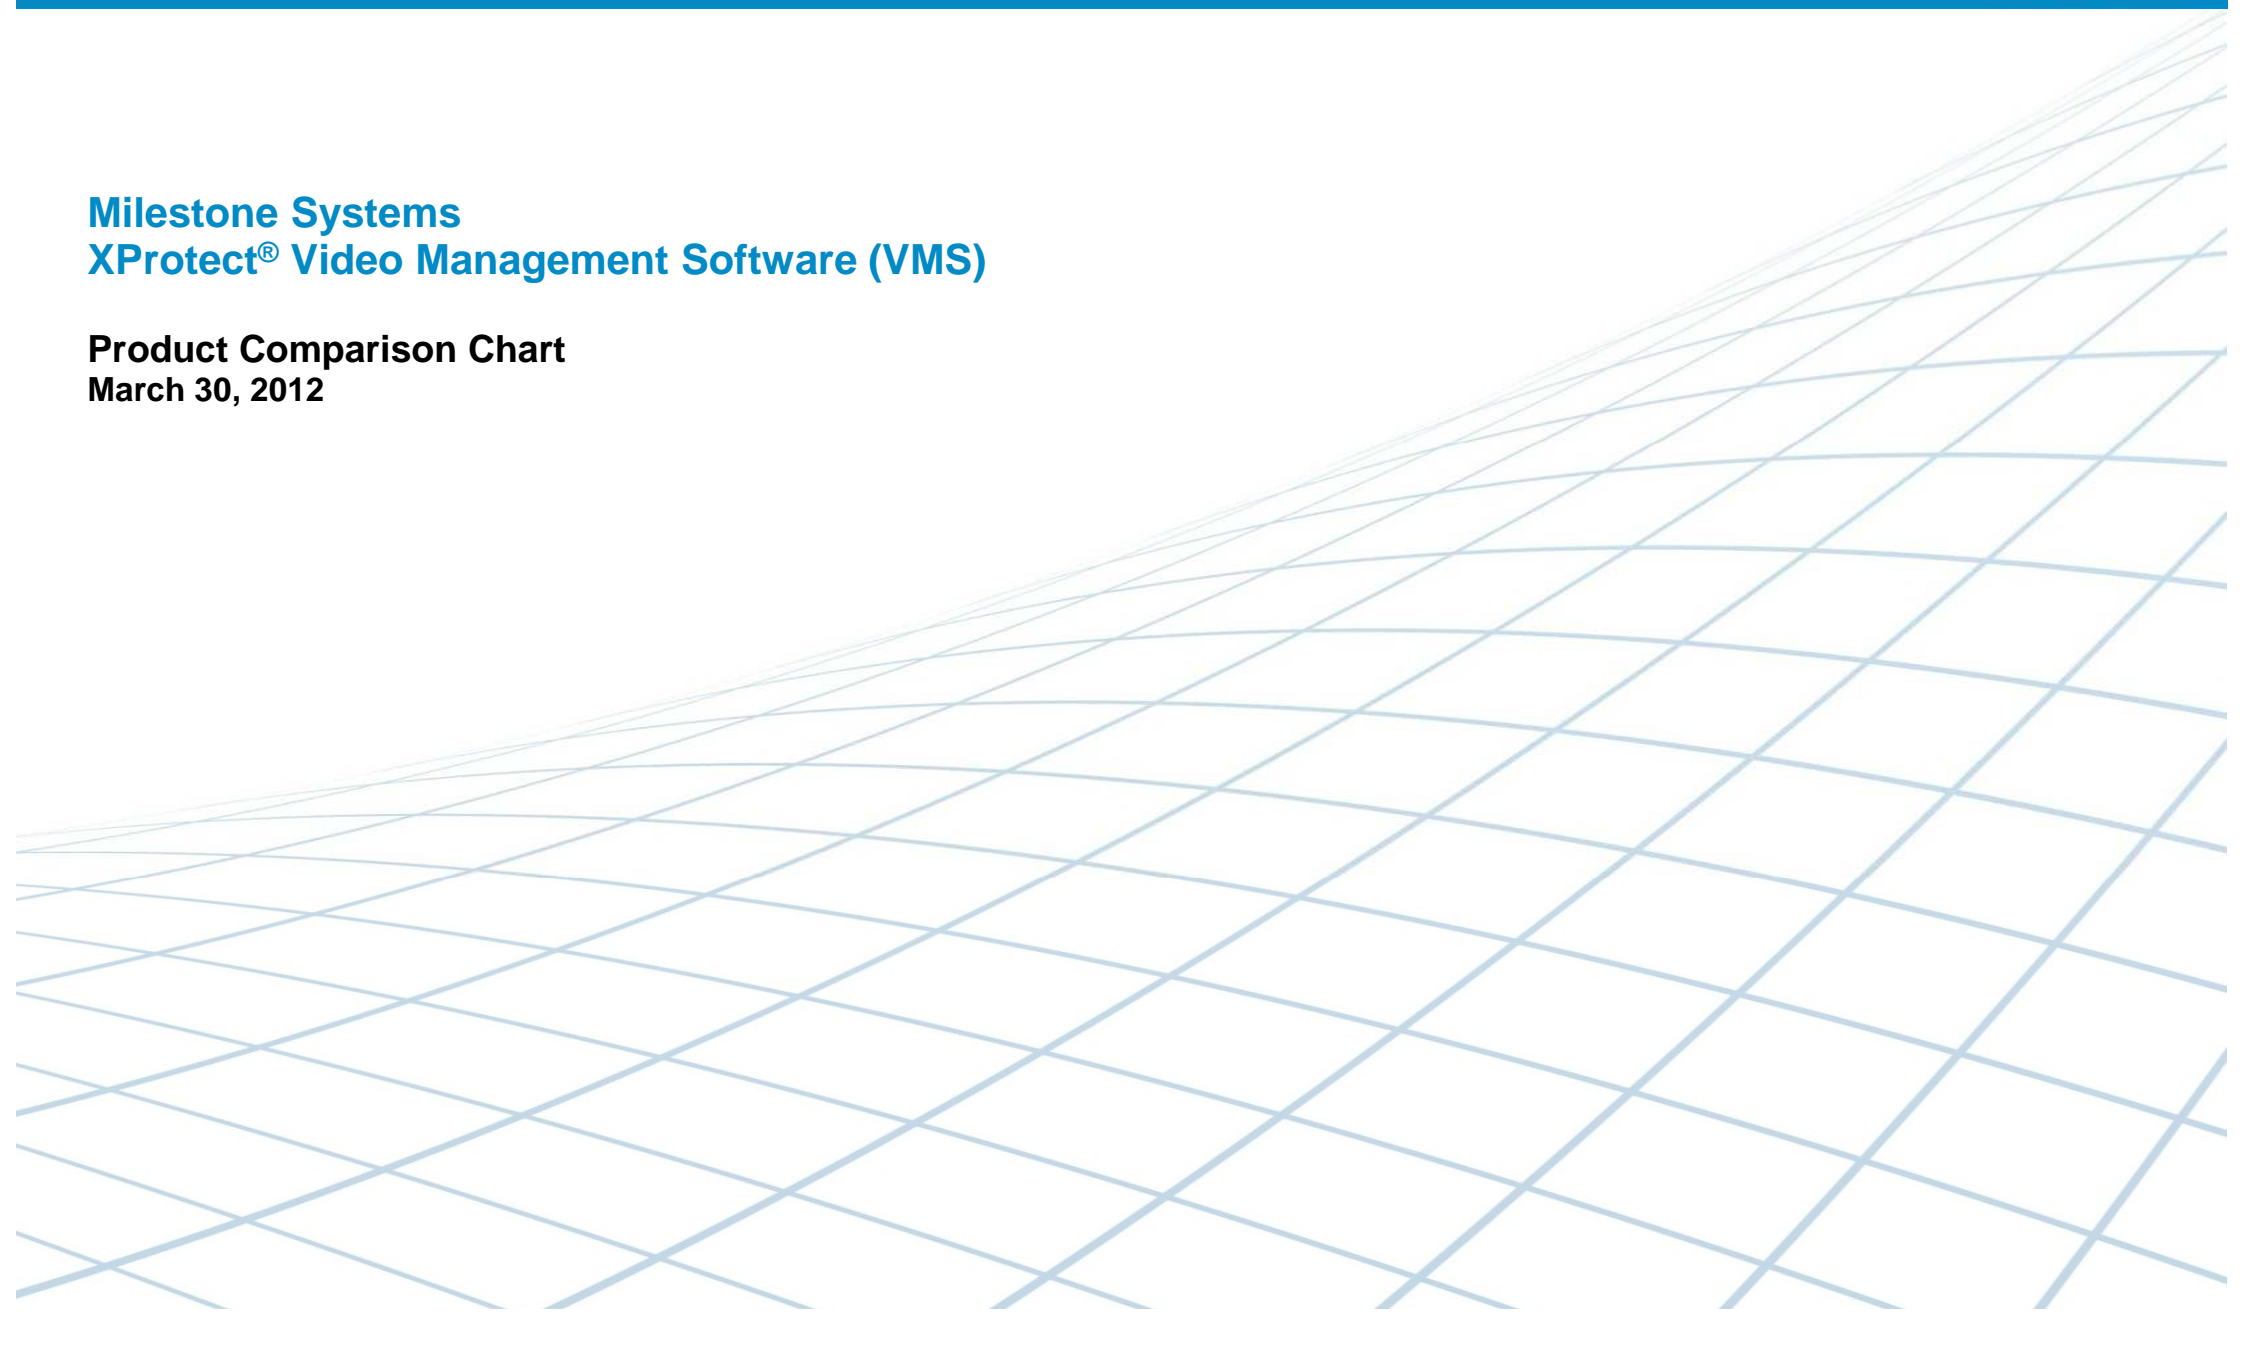 Milestone Systems
XProtect® Video Management Software (VMS)
Product Comparison Chart
March 30, 2012